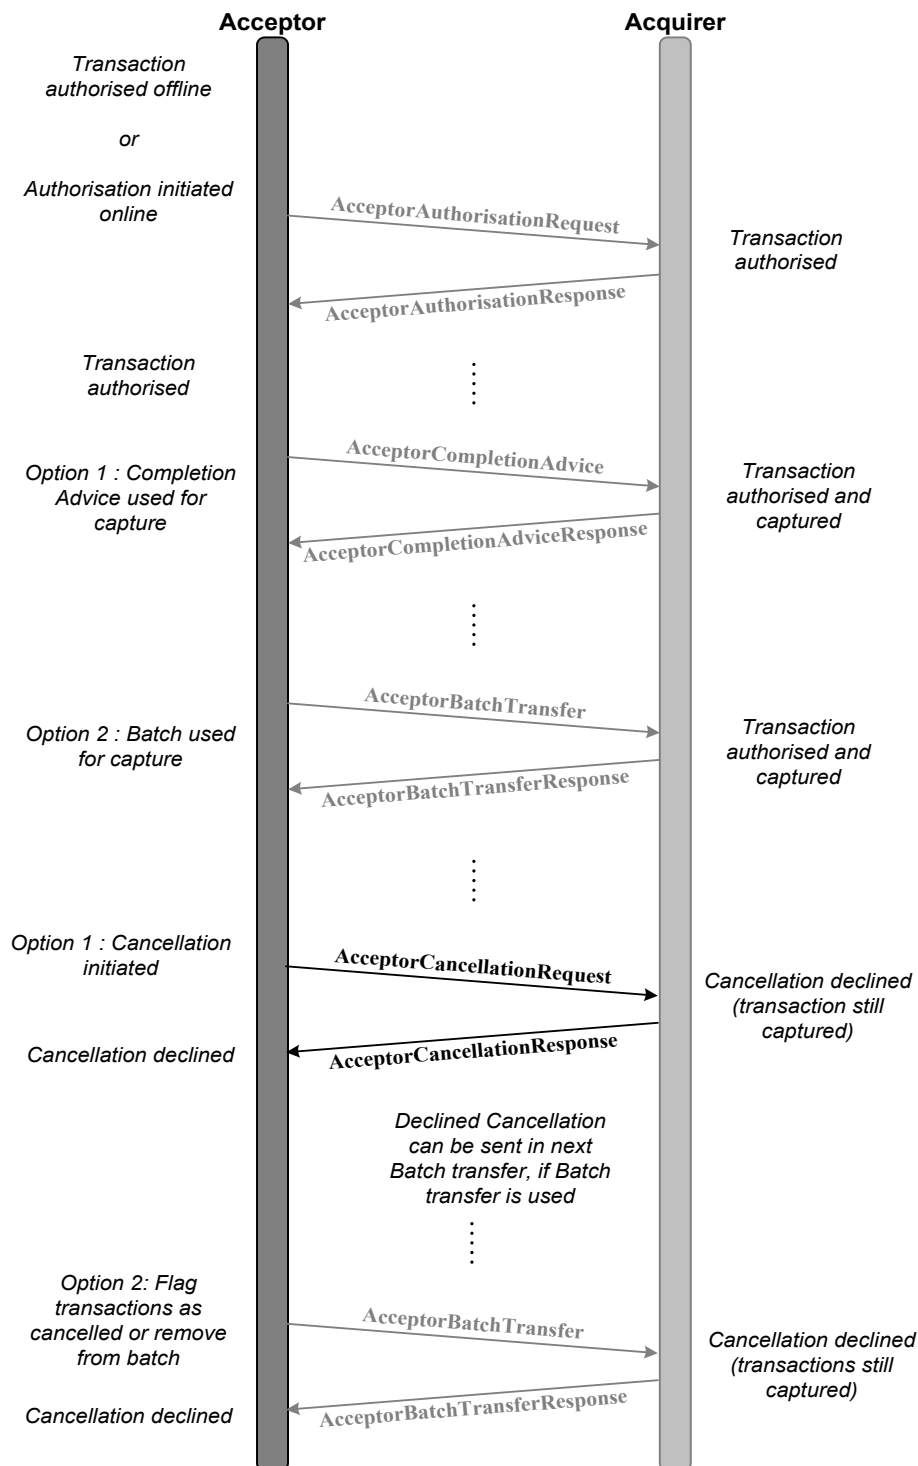 Acceptor
Acquirer
Transaction
authorised offline
or
Authorisation initiated
online
AcceptorAuthorisationRequest
Transaction
authorised
AcceptorAuthorisationResponse
Transaction
authorised
AcceptorCompletionAdvice
Option 1 : Completion
Advice used for
capture
Transaction
authorised and
captured
AcceptorCompletionAdviceResponse
AcceptorBatchTransfer
Option 2 : Batch used
for capture
Transaction
authorised and
captured
AcceptorBatchTransferResponse
Option 1 : Cancellation
initiated
AcceptorCancellationRequest
Cancellation declined
(transaction still
captured)
AcceptorCancellationResponse
Cancellation declined
Declined Cancellation
can be sent in next
Batch transfer, if Batch
transfer is used
Option 2: Flag
transactions as
cancelled or remove
from batch
AcceptorBatchTransfer
Cancellation declined
(transactions still
captured)
AcceptorBatchTransferResponse
Cancellation declined